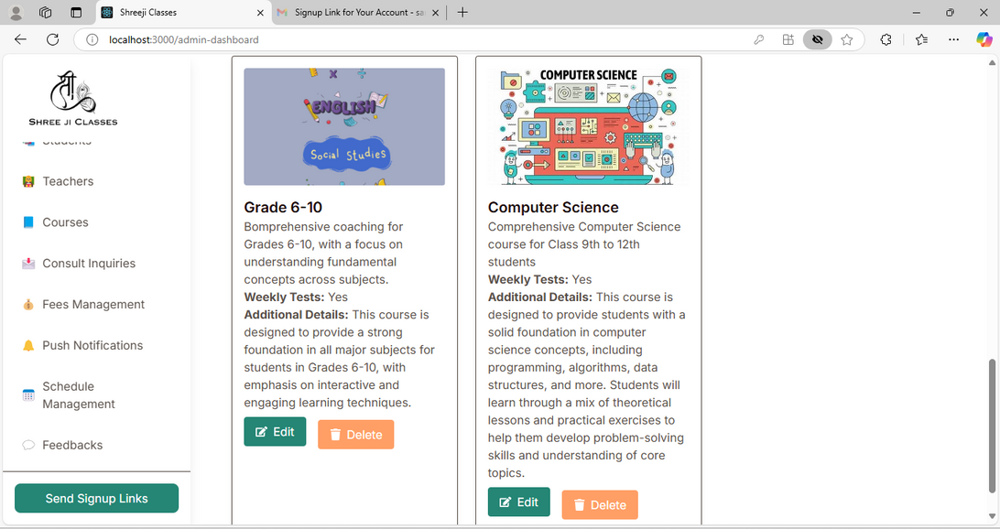 Shreeji Classes
Signup Link for Your Account - sa
localhost:3000/admin-dashboard
श्री
SHREE JI CLASSES
Students
Teachers
Courses
Consult Inquiries
Fees Management
Push Notifications
Schedule
Management
Feedbacks
Send Signup Links
ENGLISH
Social Studies
Grade 6-10
Bomprehensive coaching for
Grades 6-10, with a focus on
understanding fundamental
concepts across subjects.
Weekly Tests: Yes
Additional Details: This course is
designed to provide a strong
foundation in all major subjects for
students in Grades 6-10, with
emphasis on interactive and
engaging learning techniques.
Edit
Delete
COMPUTER SCIENCE
Computer Science
Comprehensive Computer Science
course for Class 9th to 12th
students
Weekly Tests: Yes
Additional Details: This course is
designed to provide students with a
solid foundation in computer
science concepts, including
programming, algorithms, data
structures, and more. Students will
learn through a mix of theoretical
lessons and practical exercises to
help them develop problem-solving
skills and understanding of core
topics.
Edit
Delete